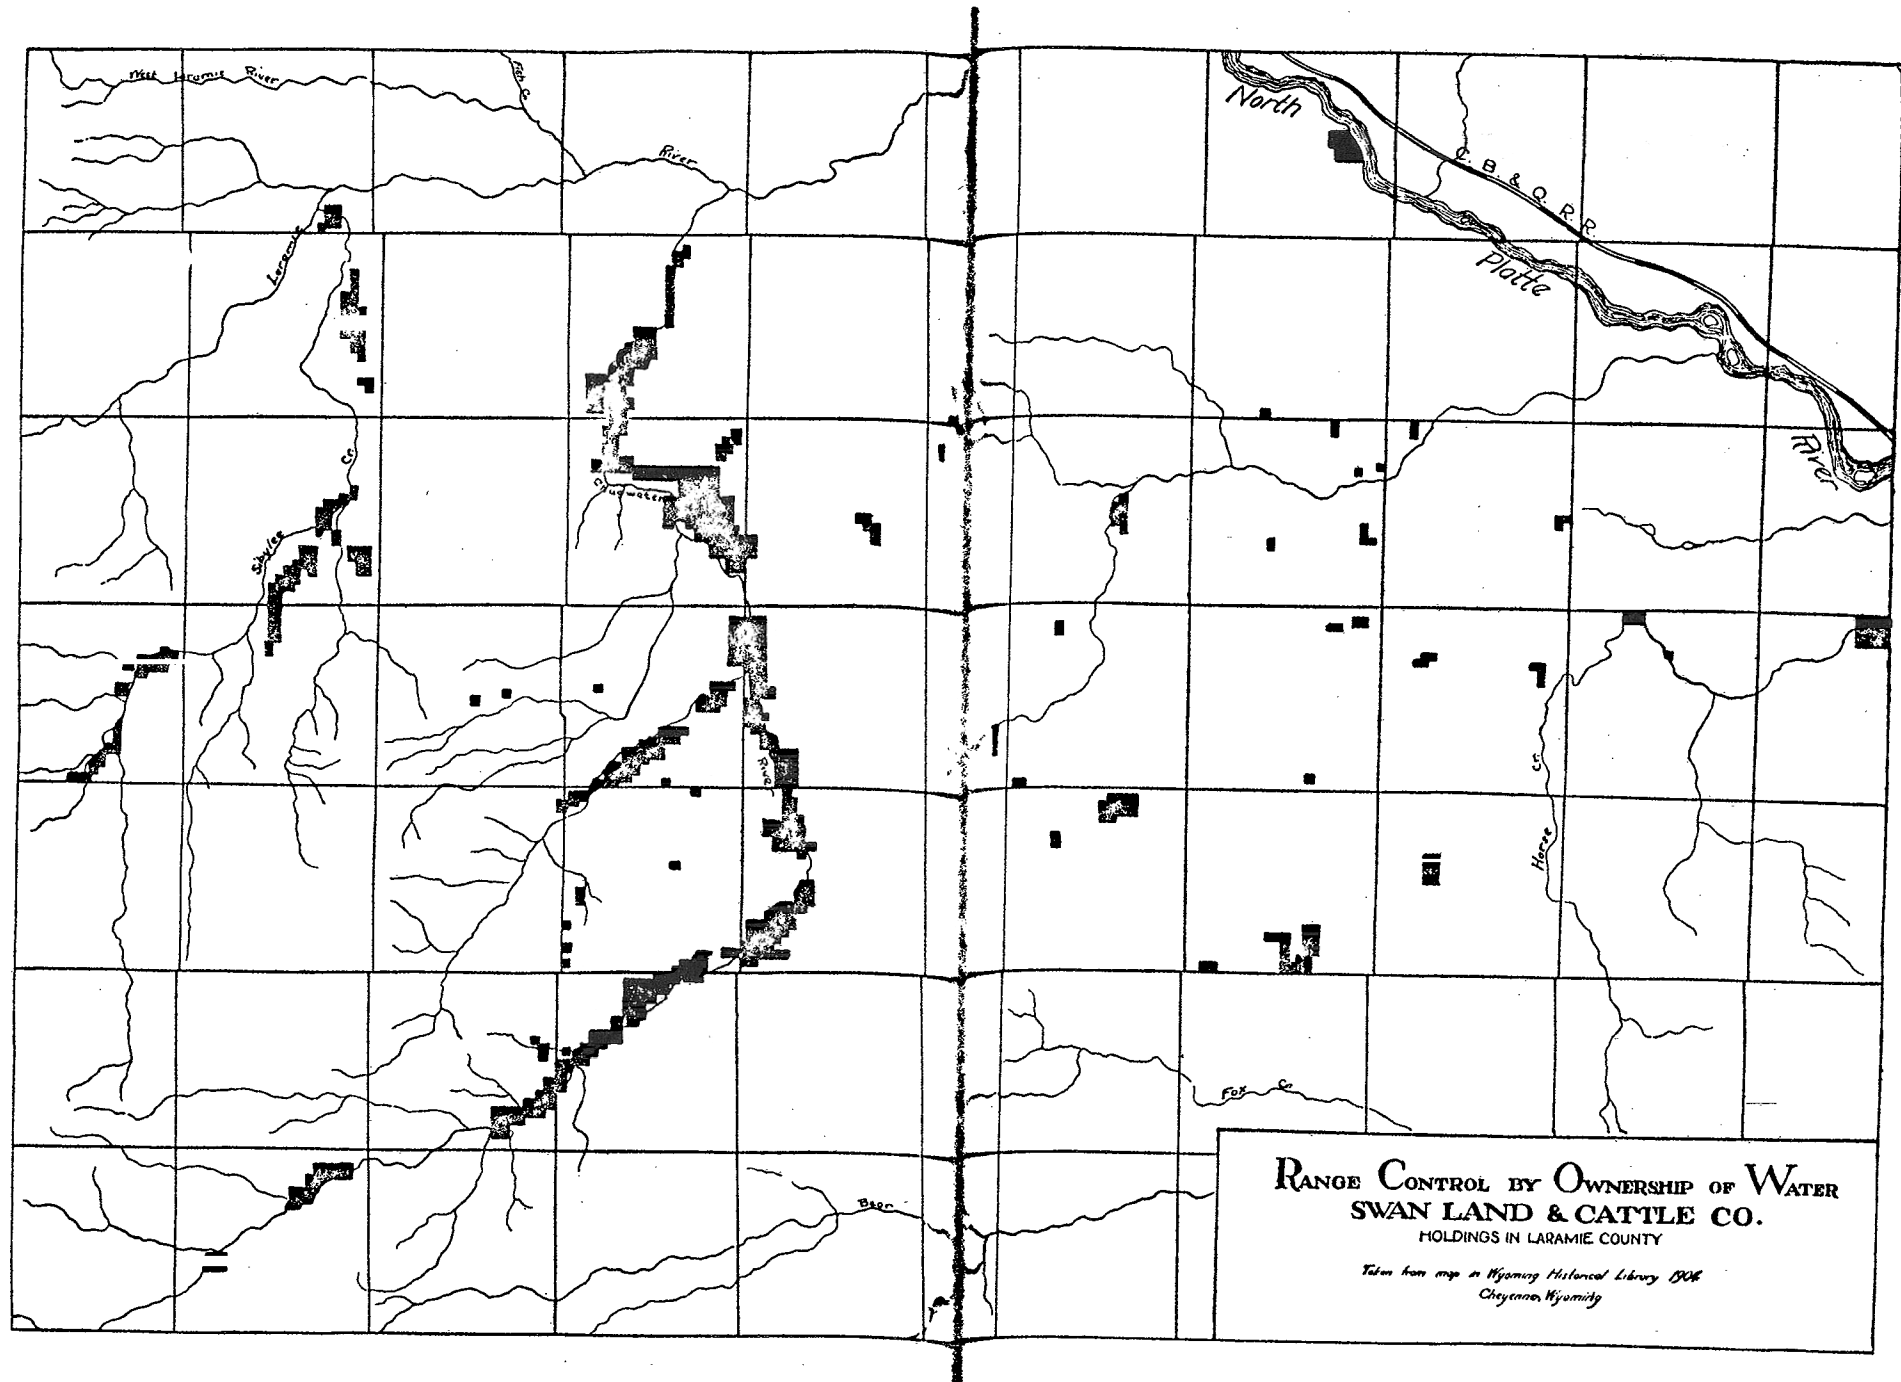 West Laramie River
Fish Cr.
River
Laramie
North
Platte
River
C. B. & Q. R. R.
Cr.
Sibylee
Chugwater
River
Cr.
Horse
Fox Cr.
Bear
RANGE CONTROL BY OWNERSHIP OF WATER
SWAN LAND & CATTLE CO.
HOLDINGS IN LARAMIE COUNTY
Taken from map in Wyoming Historical Library 1904
Cheyenne, Wyoming